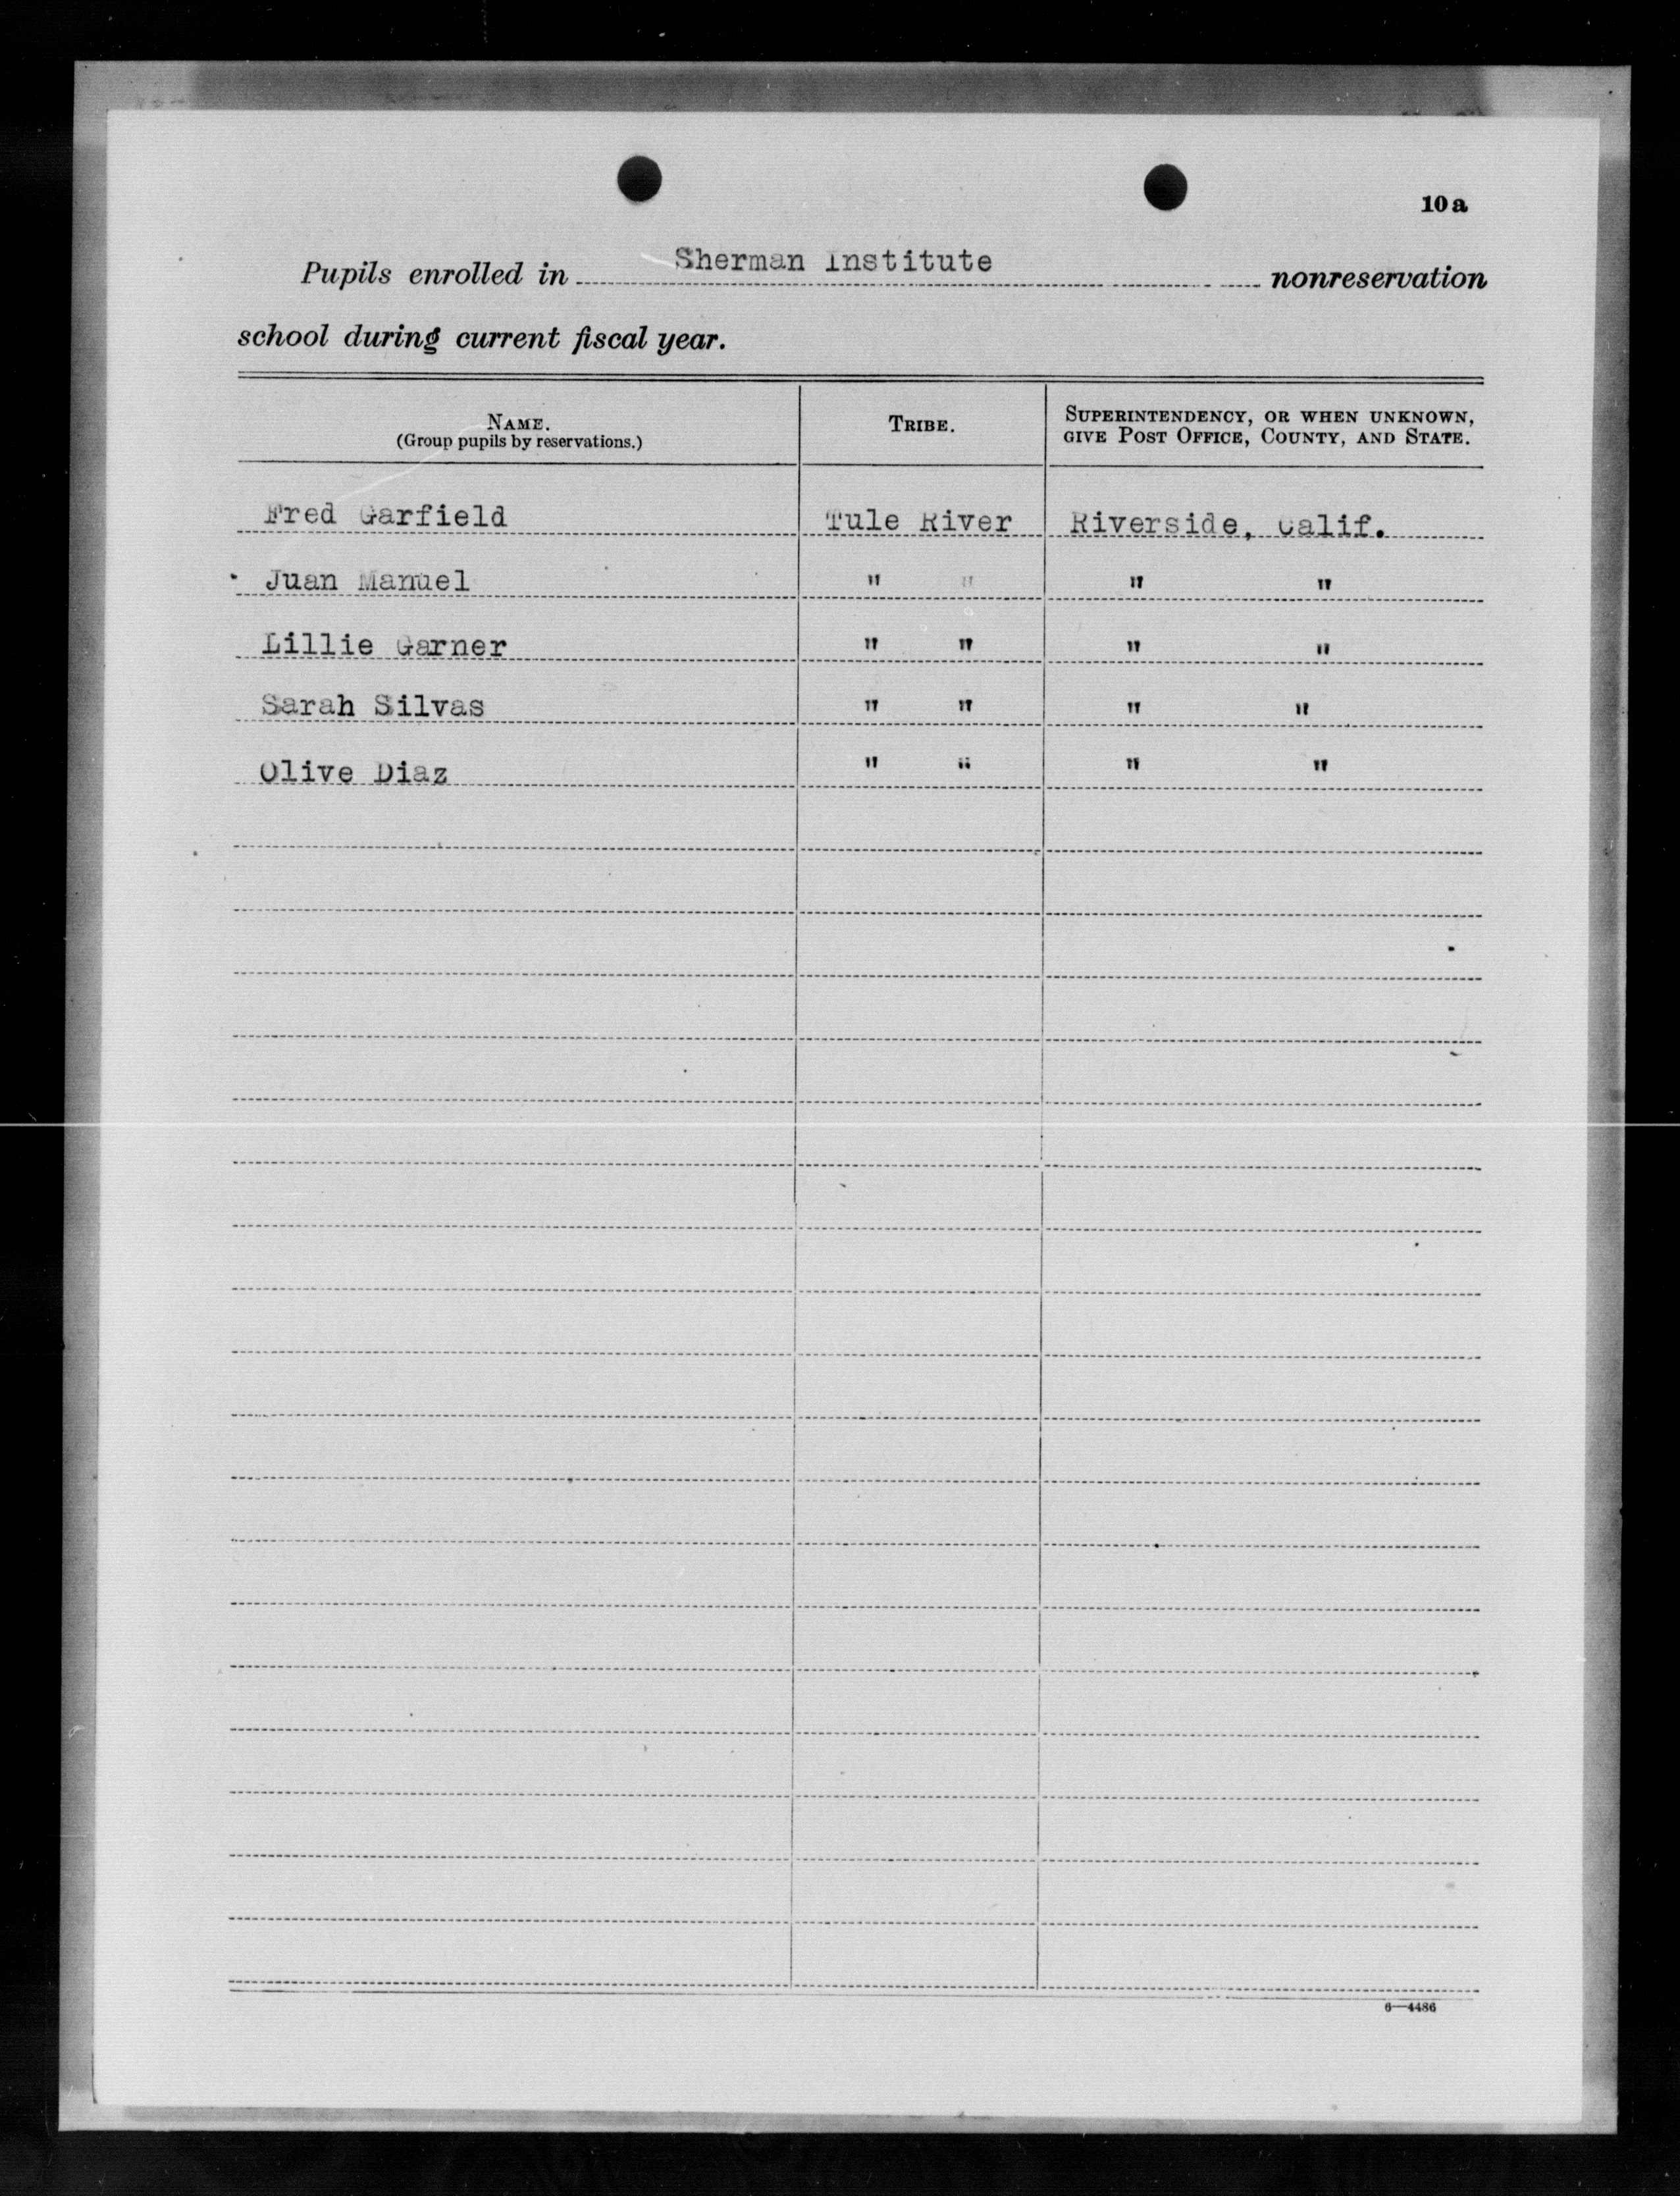 10a
Pupils enrolled in Sherman Institute nonreservation
school during current fiscal year.
NAME. TRIBE. SUPERINTENDENCY, OR WHEN UNKNOWN,
(Group pupils by reservations.) GIVE POST OFFICE, COUNTY, AND STATE.
Fred Garfield Tule River Riverside, Calif.
Juan Manuel " " " "
Lillie Garner " " " "
Sarah Silvas " " " "
Olive Diaz " " " "
6—4486